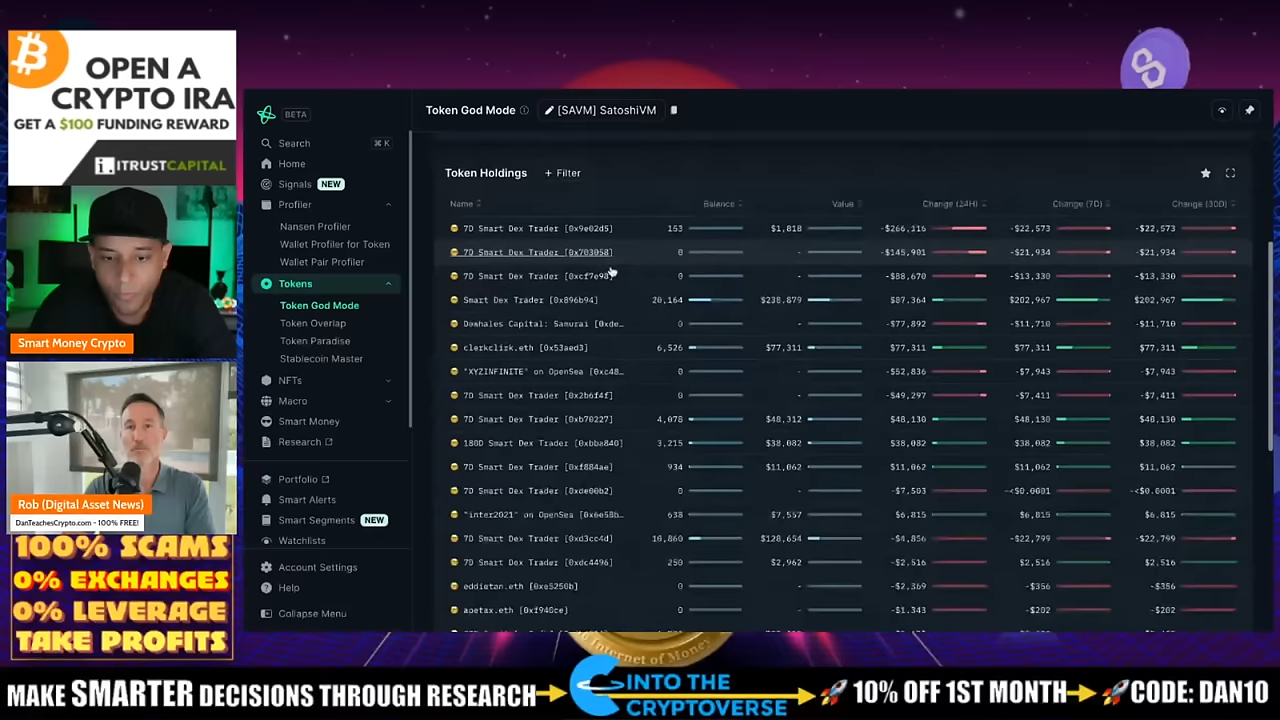 OPEN A
CRYPTO IRA
GET A $100 FUNDING REWARD
ITRUSTCAPITAL
Smart Money Crypto
Rob (Digital Asset News)
DanTeachesCrypto.com - 100% FREE!
100% SCAMS
0% EXCHANGES
0% LEVERAGE
TAKE PROFITS
BETA
Search ⌘ K
Home
Signals NEW
Profiler
Nansen Profiler
Wallet Profiler for Token
Wallet Pair Profiler
Tokens
Token God Mode
Token Overlap
Token Paradise
Stablecoin Master
NFTs
Macro
Smart Money
Research
Portfolio
Smart Alerts
Smart Segments NEW
Watchlists
Account Settings
Help
Collapse Menu
Token God Mode [SAVM] SatoshiVM
Token Holdings + Filter
Name Balance Value Change (24H) Change (7D) Change (30D)
7D Smart Dex Trader [0x9e02d5] 153 $1,818 -$266,116 -$22,573 -$22,573
7D Smart Dex Trader [0x703058] 0 - -$145,901 -$21,934 -$21,934
7D Smart Dex Trader [0xcf7e98] 0 - -$88,670 -$13,330 -$13,330
Smart Dex Trader [0x896b94] 20,164 $238,879 $87,364 $202,967 $202,967
Capital: Samurai [0xde… 0 - -$77,892 -$11,710 -$11,710
clerkclirk.eth [0x53aed3] 6,526 $77,311 $77,311 $77,311 $77,311
"XYZINFINITE" on OpenSea [0xc48… 0 - -$52,836 -$7,943 -$7,943
7D Smart Dex Trader [0x2b6f4f] 0 - -$49,297 -$7,411 -$7,411
7D Smart Dex Trader [0xb70227] 4,078 $48,312 $48,130 $48,130 $48,130
180D Smart Dex Trader [0xbba840] 3,215 $38,082 $38,082 $38,082 $38,082
7D Smart Dex Trader [0xf884ae] 934 $11,062 $11,062 $11,062 $11,062
7D Smart Dex Trader [0xde00b2] 0 - -$7,503 -<$0.0001 -<$0.0001
"inter2021" on OpenSea [0x6e58b… 638 $7,557 $6,815 $6,815 $6,815
7D Smart Dex Trader [0xd3cc4d] 10,860 $128,654 -$4,856 -$22,799 -$22,799
7D Smart Dex Trader [0xdc4496] 250 $2,962 -$2,516 $2,516 $2,516
eddietan.eth [0xe5250b] 0 - -$2,369 -$356 -$356
aoetax.eth [0xf940ce] 0 - -$1,343 -$202 -$202
Internet of Money
MAKE SMARTER DECISIONS THROUGH RESEARCH
INTO THE
CRYPTOVERSE
10% OFF 1ST MONTH
CODE: DAN10